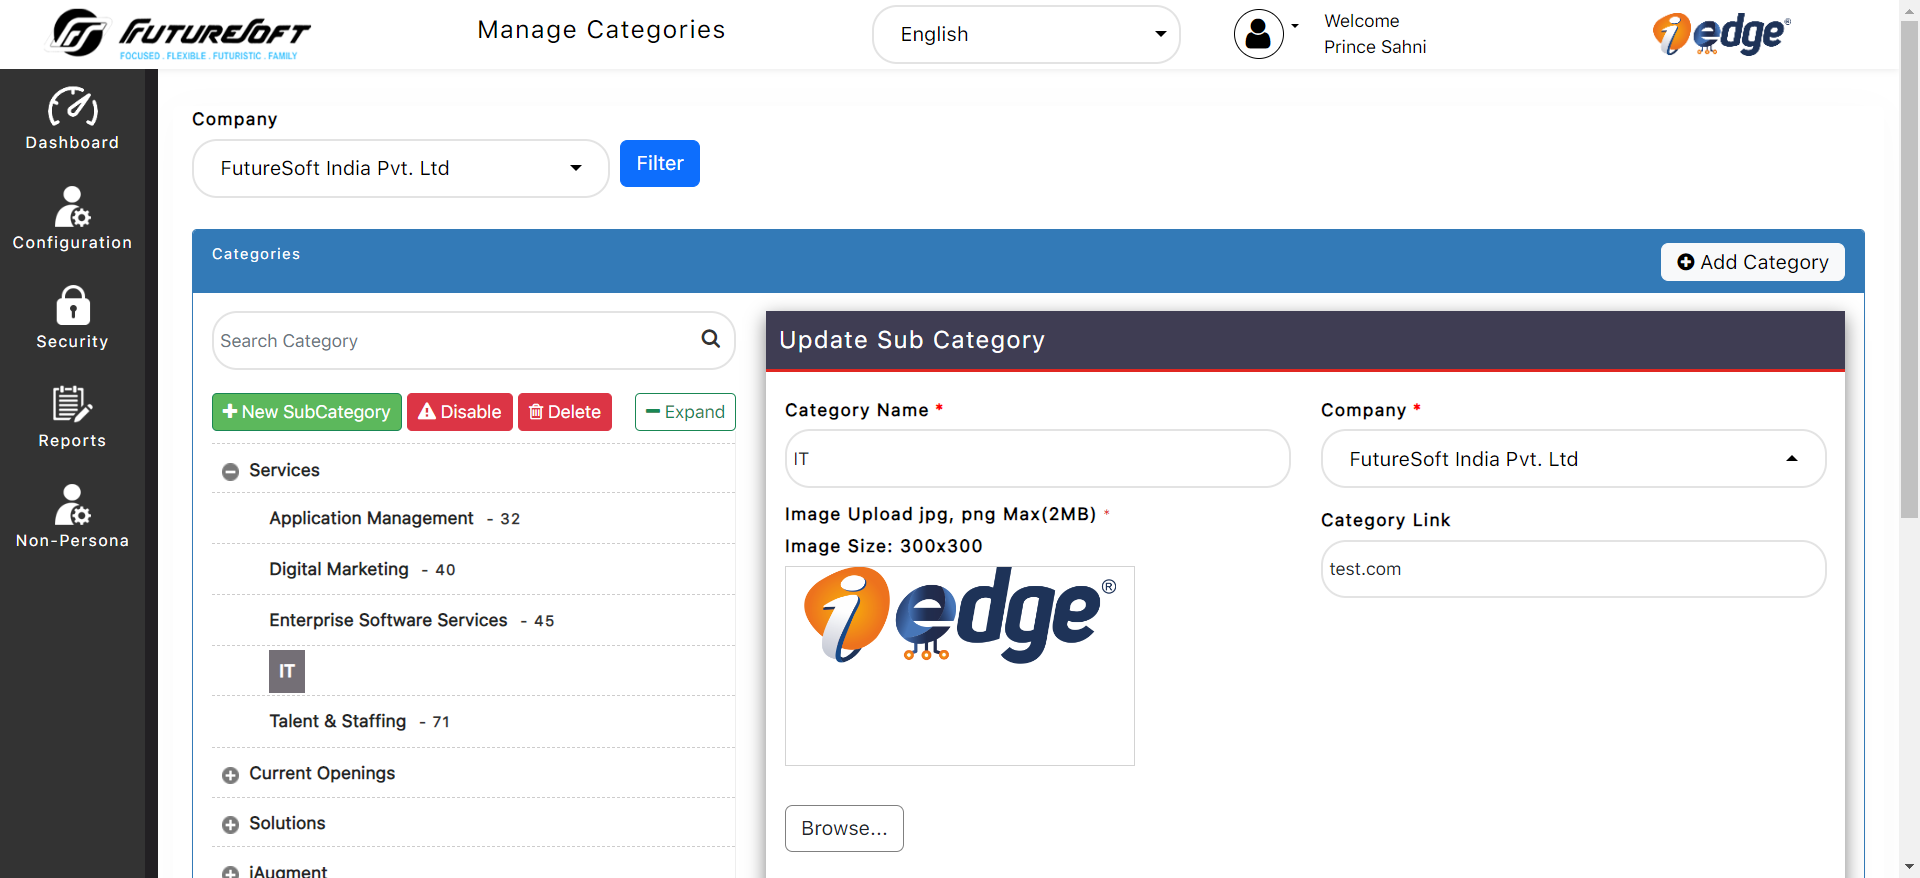 FUTURESOFT
FOCUSED . FLEXIBLE . FUTURISTIC . FAMILY
Manage Categories
English
Welcome
Prince Sahni
iedge®
Dashboard
Configuration
Security
Reports
Non-Persona
Company
FutureSoft India Pvt. Ltd
Filter
Categories
Add Category
Search Category
New SubCategory
Disable
Delete
Expand
Services
Application Management - 32
Digital Marketing - 40
Enterprise Software Services - 45
IT
Talent & Staffing - 71
Current Openings
Solutions
iAugment
Update Sub Category
Category Name *
IT
Company *
FutureSoft India Pvt. Ltd
Image Upload jpg, png Max(2MB) *
Image Size: 300x300
iedge®
Category Link
test.com
Browse...